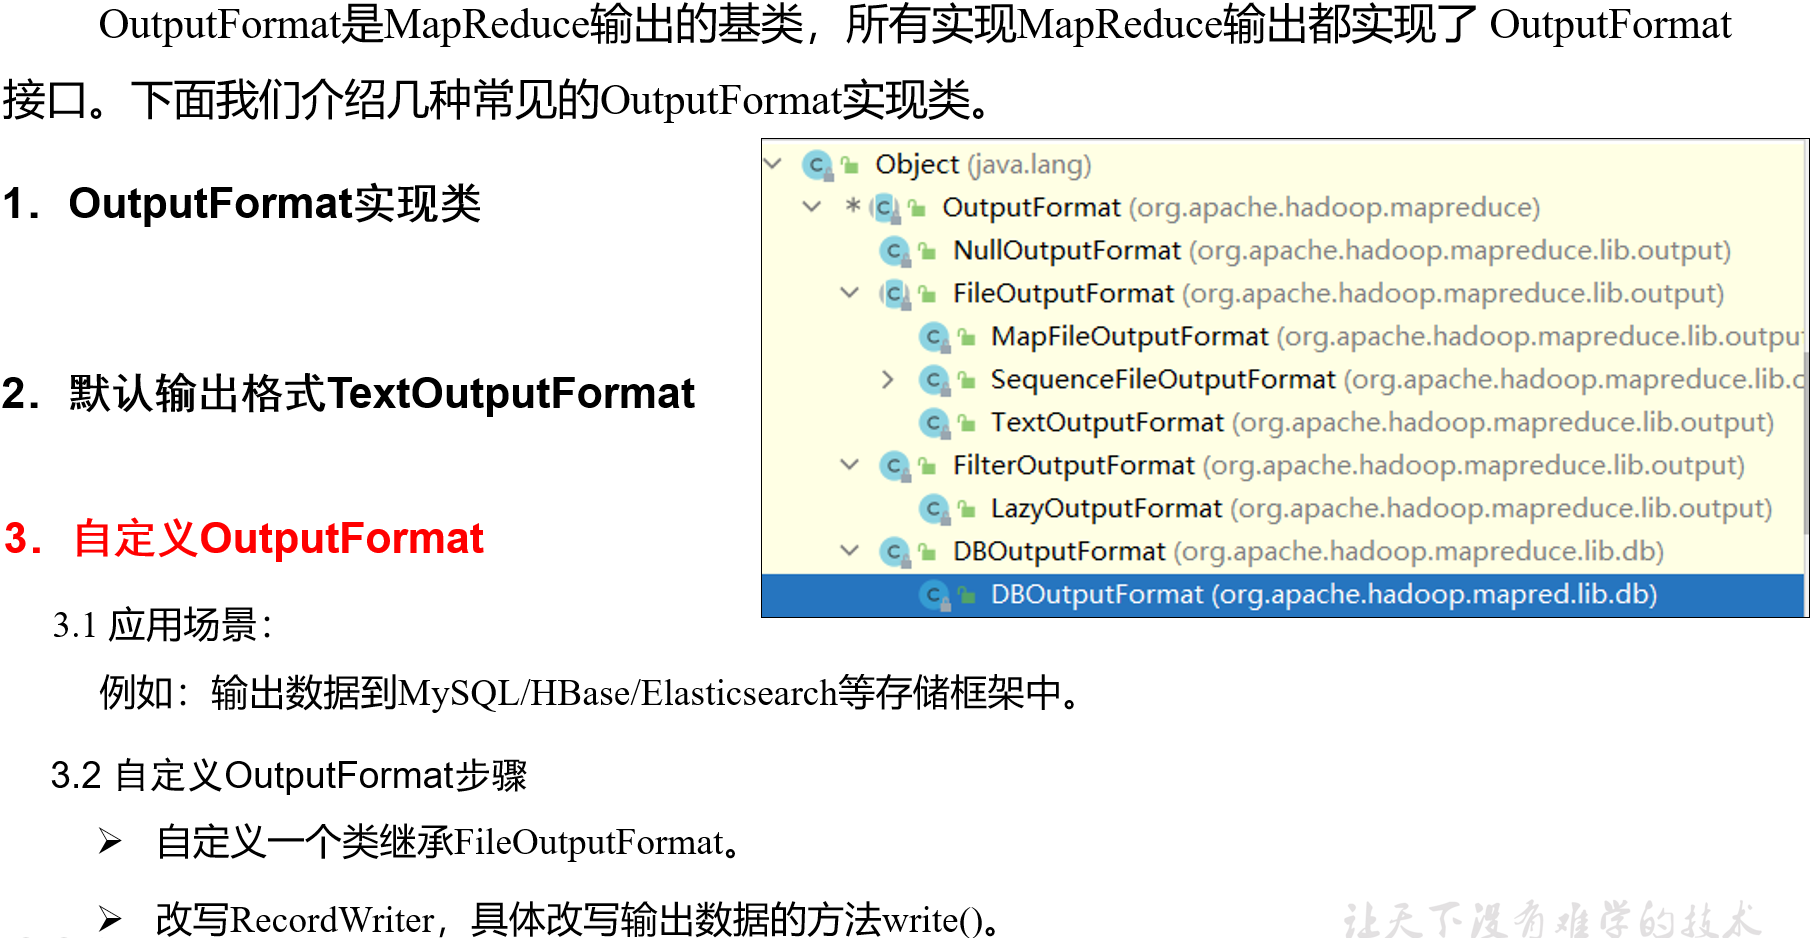 OutputFormat是MapReduce输出的基类，所有实现MapReduce输出都实现了 OutputFormat
接口。下面我们介绍几种常见的OutputFormat实现类。
1．OutputFormat实现类
2．默认输出格式TextOutputFormat
3．自定义OutputFormat
3.1 应用场景：
例如：输出数据到MySQL/HBase/Elasticsearch等存储框架中。
3.2 自定义OutputFormat步骤
➢ 自定义一个类继承FileOutputFormat。
➢ 改写RecordWriter，具体改写输出数据的方法write()。
Object (java.lang)
* OutputFormat (org.apache.hadoop.mapreduce)
NullOutputFormat (org.apache.hadoop.mapreduce.lib.output)
FileOutputFormat (org.apache.hadoop.mapreduce.lib.output)
MapFileOutputFormat (org.apache.hadoop.mapreduce.lib.outpu
SequenceFileOutputFormat (org.apache.hadoop.mapreduce.lib.
TextOutputFormat (org.apache.hadoop.mapreduce.lib.output)
FilterOutputFormat (org.apache.hadoop.mapreduce.lib.output)
LazyOutputFormat (org.apache.hadoop.mapreduce.lib.output)
DBOutputFormat (org.apache.hadoop.mapreduce.lib.db)
DBOutputFormat (org.apache.hadoop.mapred.lib.db)
让天下没有难学的技术